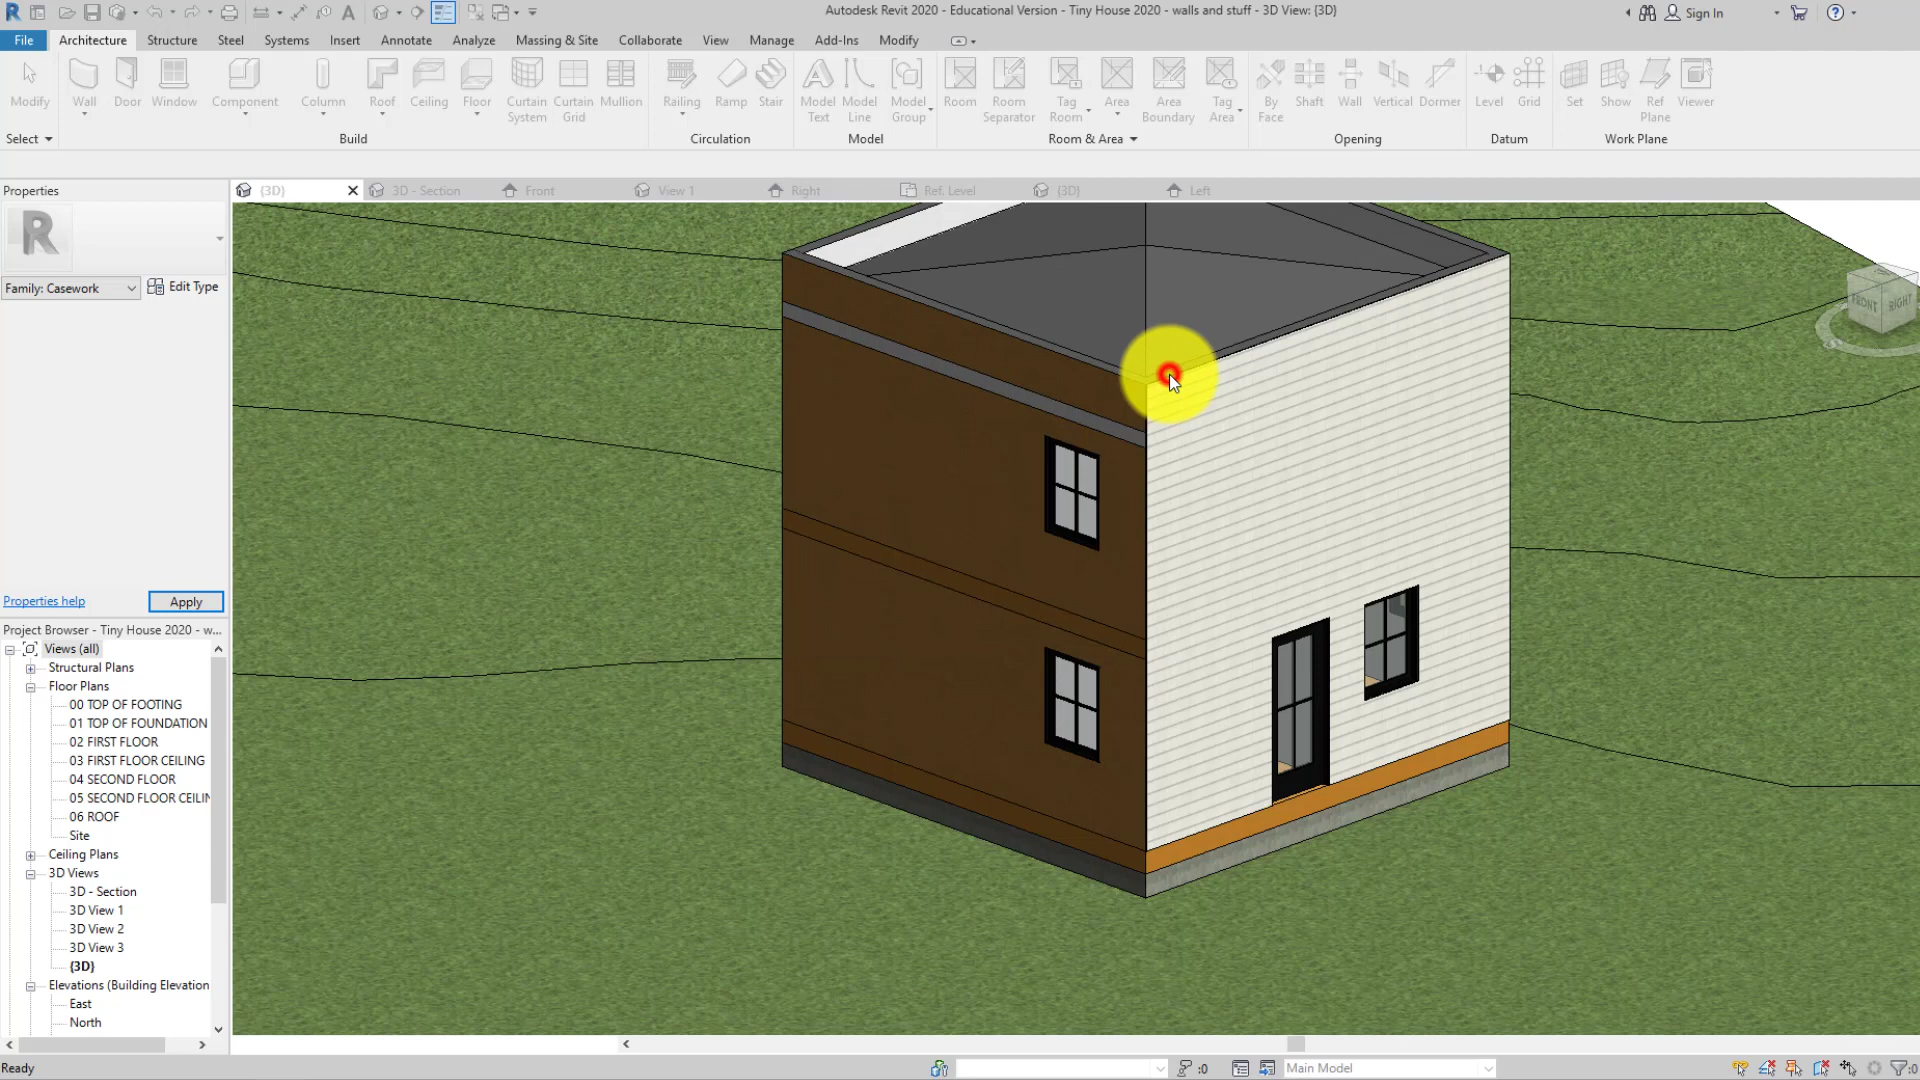 Autodesk Revit 2020 - Educational Version - Tiny House 2020 - walls and stuff - 3D View: {3D}
Sign In
File Architecture Structure Steel Systems Insert Annotate Analyze Massing & Site Collaborate View Manage Add-Ins Modify
Modify
Wall
Door
Window
Component
Column
Roof
Ceiling
Floor
Curtain System
Curtain Grid
Mullion
Railing
Ramp
Stair
Model Text
Model Line
Model Group
Room
Room Separator
Tag Room
Area
Area Boundary
Tag Area
By Face
Shaft
Wall
Vertical
Dormer
Level
Grid
Set
Show
Ref Plane
Viewer
Select Build Circulation Model Room & Area Opening Datum Work Plane
Properties
{3D} 3D - Section Front View 1 Right Ref. Level {3D} Left
R
Family: Casework Edit Type
FRONT RIGHT
Properties help Apply
Project Browser - Tiny House 2020 - w...
Views (all)
Structural Plans
Floor Plans
00 TOP OF FOOTING
01 TOP OF FOUNDATION
02 FIRST FLOOR
03 FIRST FLOOR CEILING
04 SECOND FLOOR
05 SECOND FLOOR CEILIN
06 ROOF
Site
Ceiling Plans
3D Views
3D - Section
3D View 1
3D View 2
3D View 3
{3D}
Elevations (Building Elevation
East
North
Ready
:0
Main Model
:0